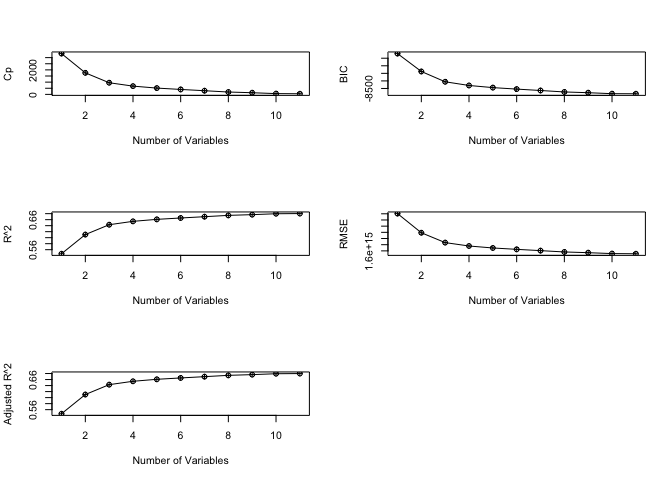 Cp
0
2000
2 4 6 8 10
Number of Variables
BIC
-8500
2 4 6 8 10
Number of Variables
R^2
0.56
0.66
2 4 6 8 10
Number of Variables
RMSE
1.6e+15
2 4 6 8 10
Number of Variables
Adjusted R^2
0.56
0.66
2 4 6 8 10
Number of Variables